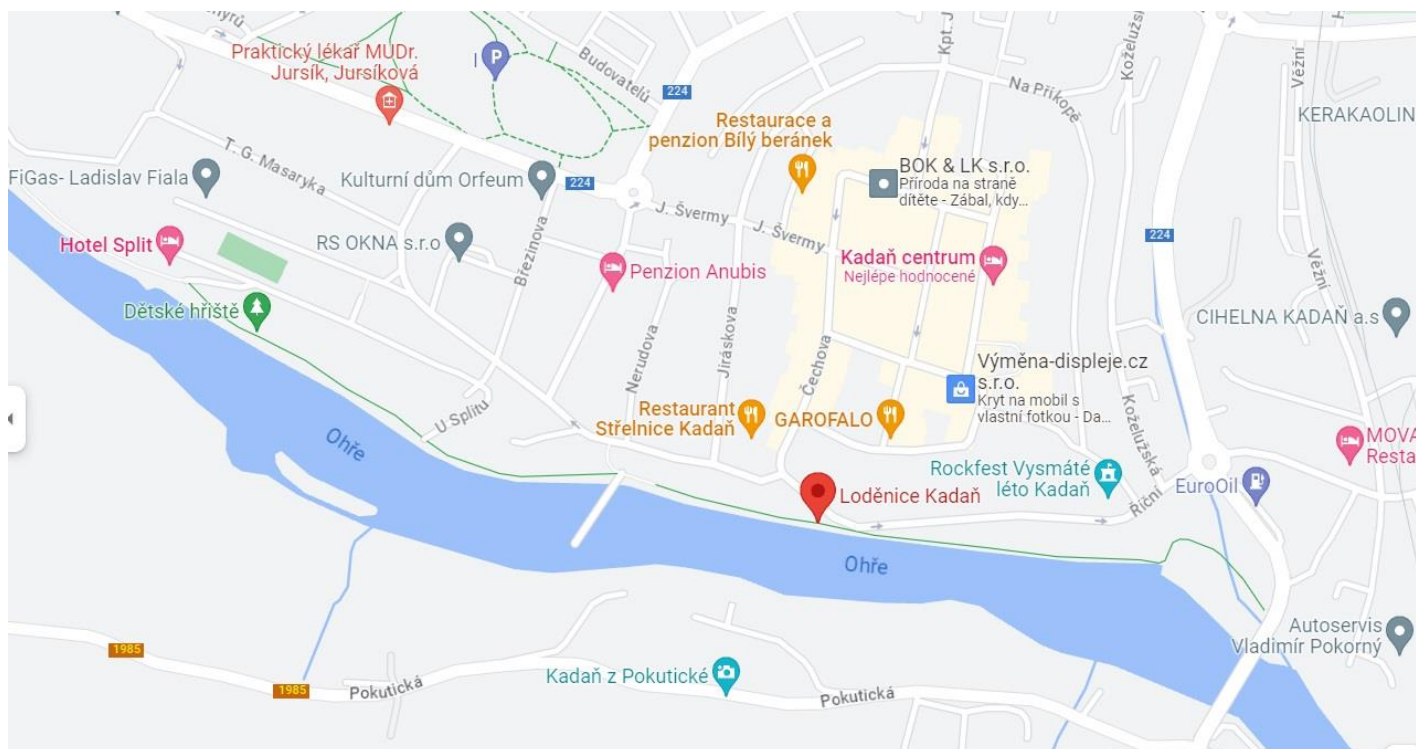 Praktický lékař MUDr.
Jursík, Jursíková
P
Budovatelů
224
Kpt. J
Koželužsk
Věžní
Na Příkopě
KERAKAOLIN
Restaurace a
penzion Bílý beránek
T. G. Masaryka
FiGas- Ladislav Fiala
Kulturní dům Orfeum
224
BOK & LK s.r.o.
Příroda na straně
dítěte - Zábal, kdy...
J. Švermy
J. Švermy
224
Hotel Split
RS OKNA s.r.o
Březinova
Penzion Anubis
Kadaň centrum
Nejlépe hodnocené
Věžní
Dětské hřiště
CIHELNA KADAŇ a.s
Nerudova
Jiráskova
Čechova
Výměna-displeje.cz
s.r.o.
Kryt na mobil s
vlastní fotkou - Da...
Koželužská
U Splitu
Restaurant
Střelnice Kadaň
GAROFALO
MOVA
Resta
Ohře
Rockfest Vysmáté
léto Kadaň
EuroOil
Loděnice Kadaň
Říční
Ohře
Autoservis
Vladimír Pokorný
1985
1985
Pokutická
Kadaň z Pokutické
Pokutická